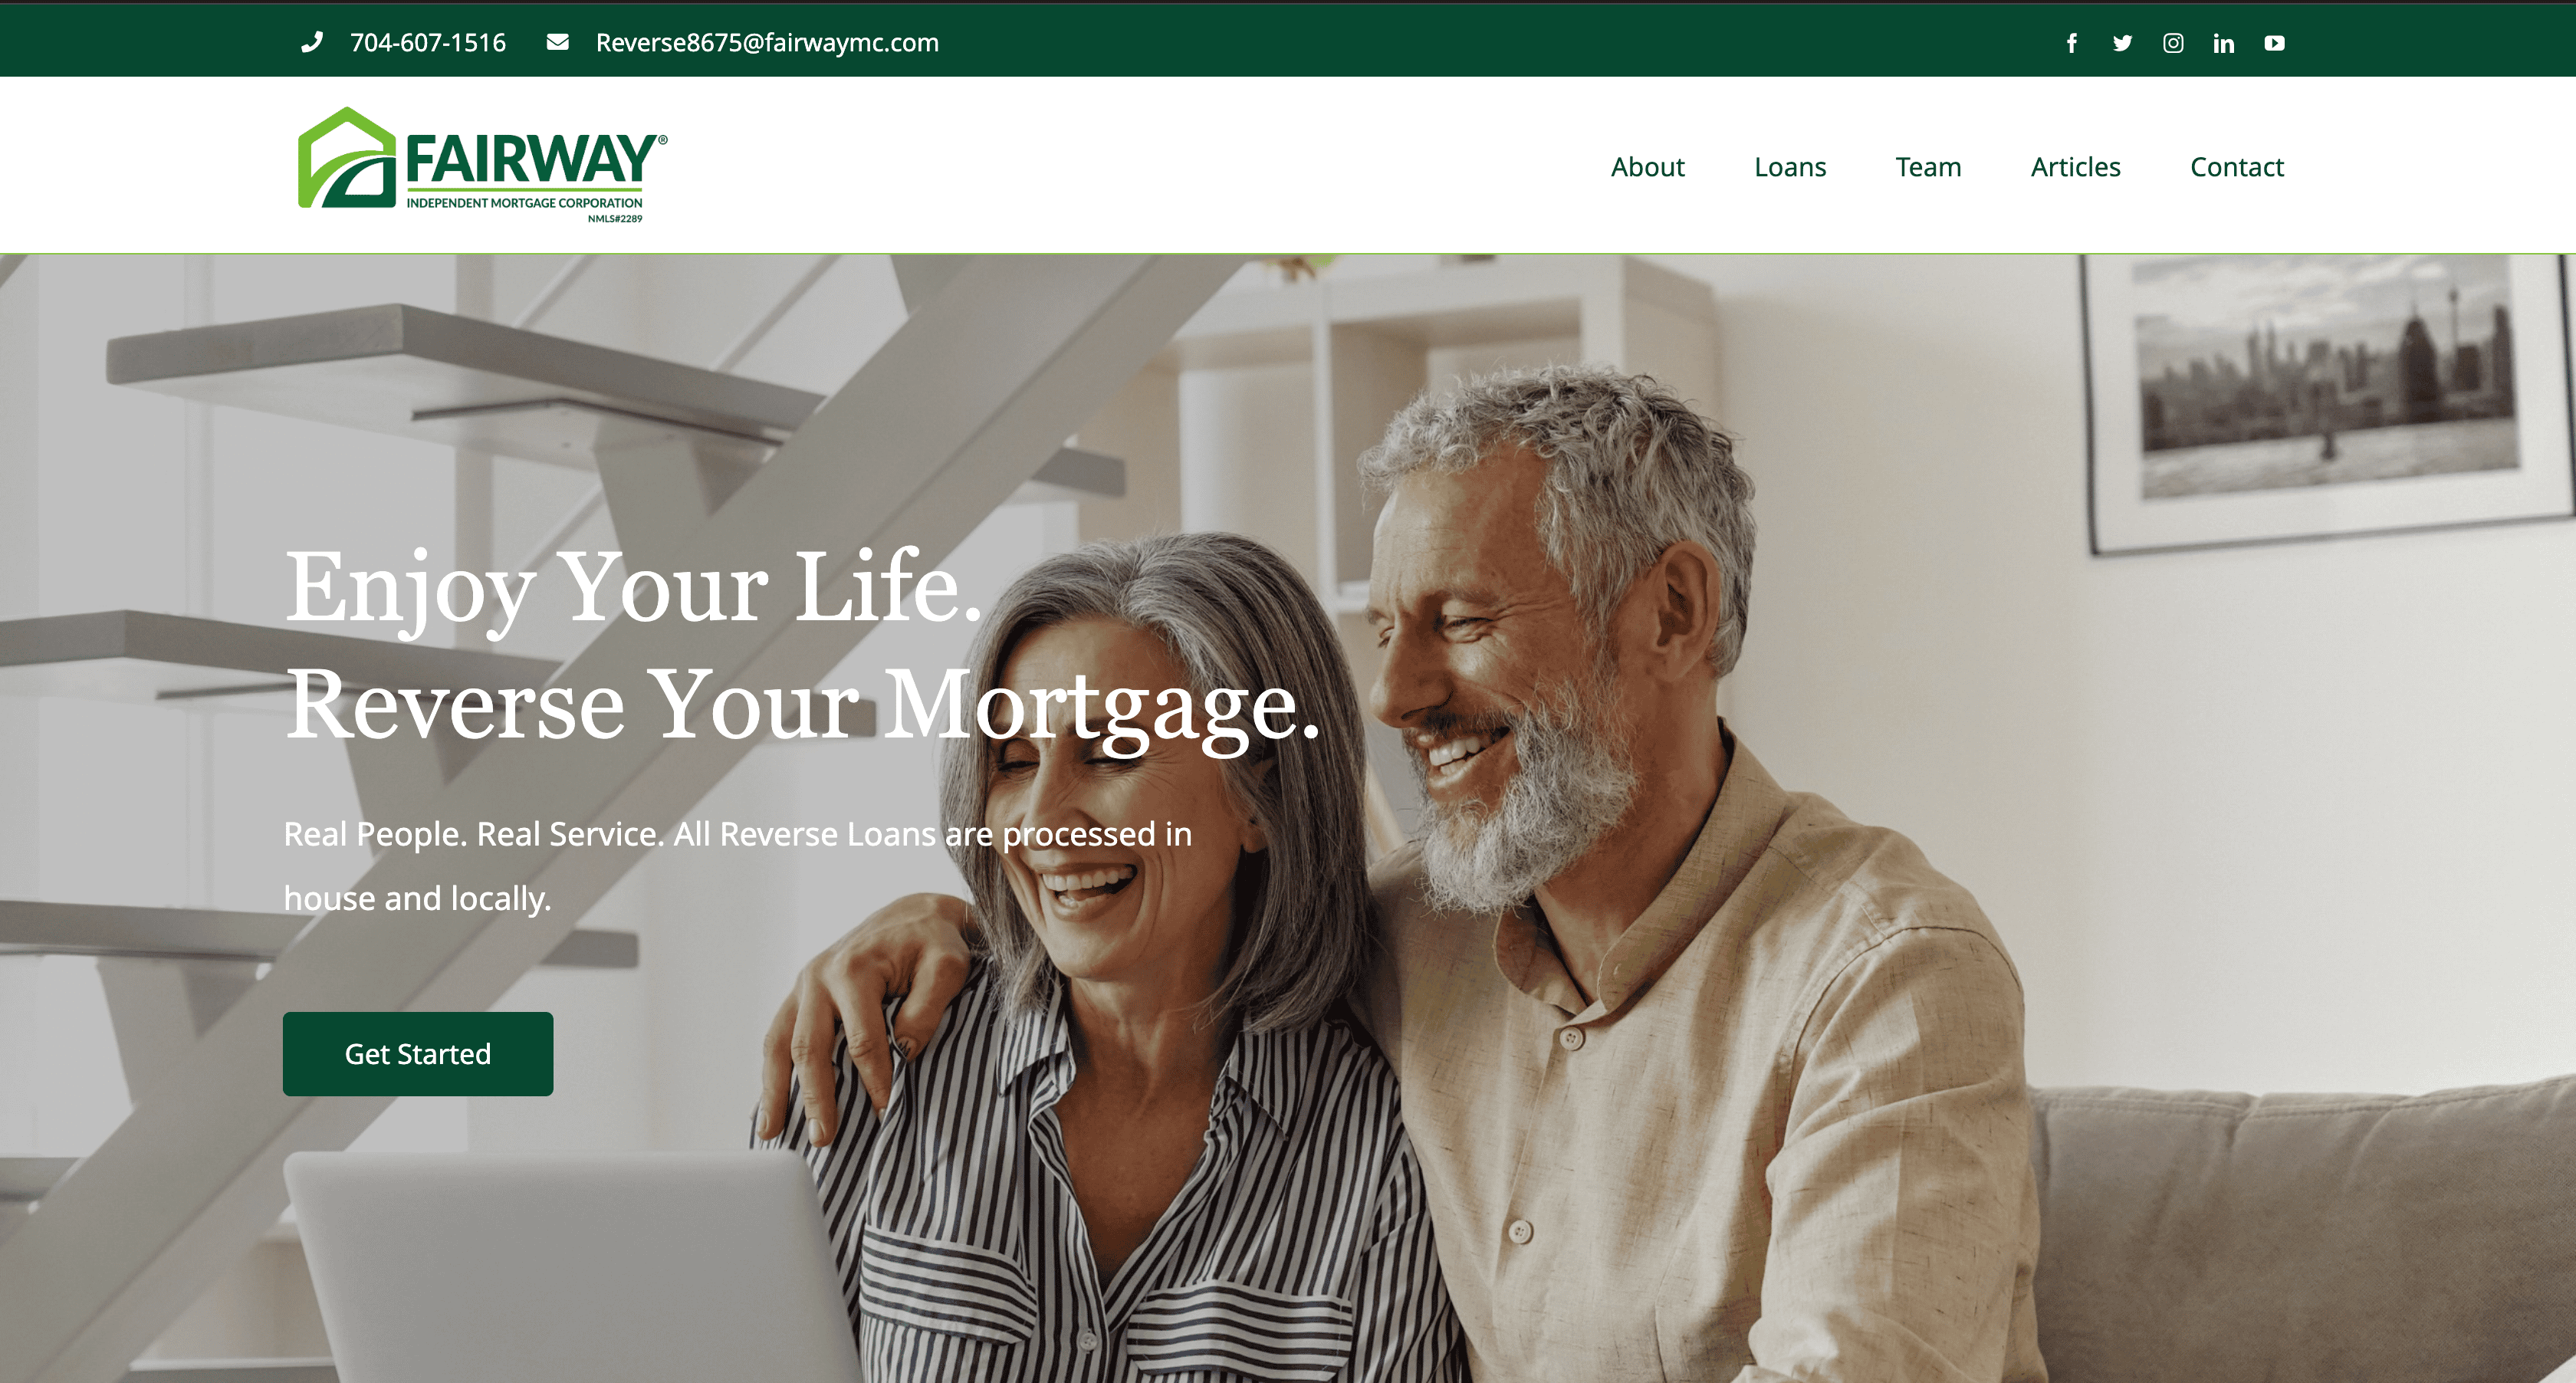 704-607-1516 Reverse8675@fairwaymc.com
FAIRWAY®
INDEPENDENT MORTGAGE CORPORATION
NMLS#2289
About Loans Team Articles Contact
Enjoy Your Life.
Reverse Your Mortgage.
Real People. Real Service. All Reverse Loans are processed in
house and locally.
Get Started